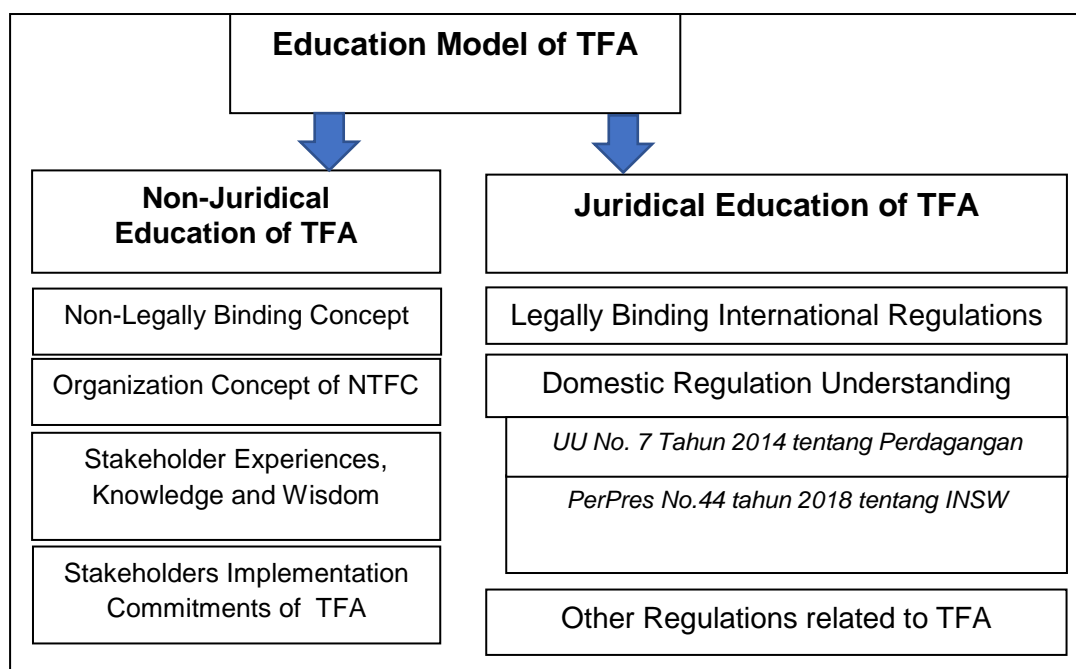 Education Model of TFA
Non-Juridical
Education of TFA
Non-Legally Binding Concept
Organization Concept of NTFC
Stakeholder Experiences,
Knowledge and Wisdom
Stakeholders Implementation
Commitments of TFA
Juridical Education of TFA
Legally Binding International Regulations
Domestic Regulation Understanding
UU No. 7 Tahun 2014 tentang Perdagangan
PerPres No.44 tahun 2018 tentang INSW
Other Regulations related to TFA